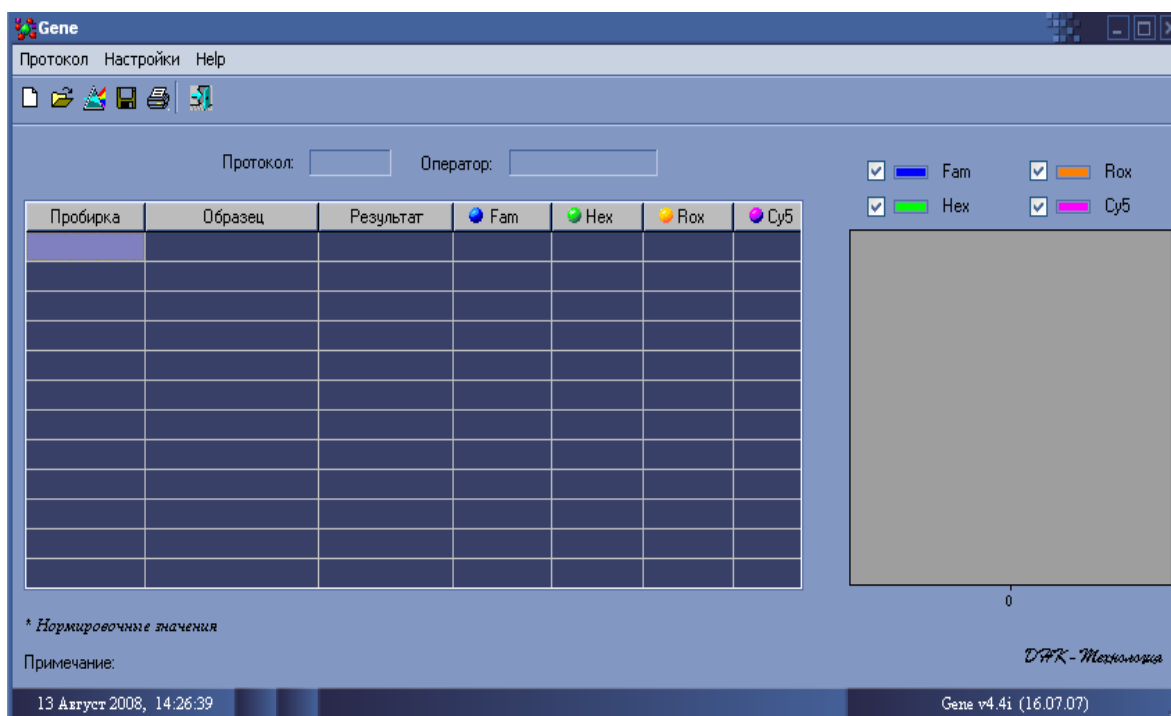 Gene
Протокол Настройки Help
Протокол: Оператор:
Fam Rox
Hex Cy5
Пробирка Образец Результат Fam Hex Rox Cy5
0
* Нормировочные значения
Примечание:
ДНК-Технология
13 Август 2008, 14:26:39 Gene v4.4i (16.07.07)